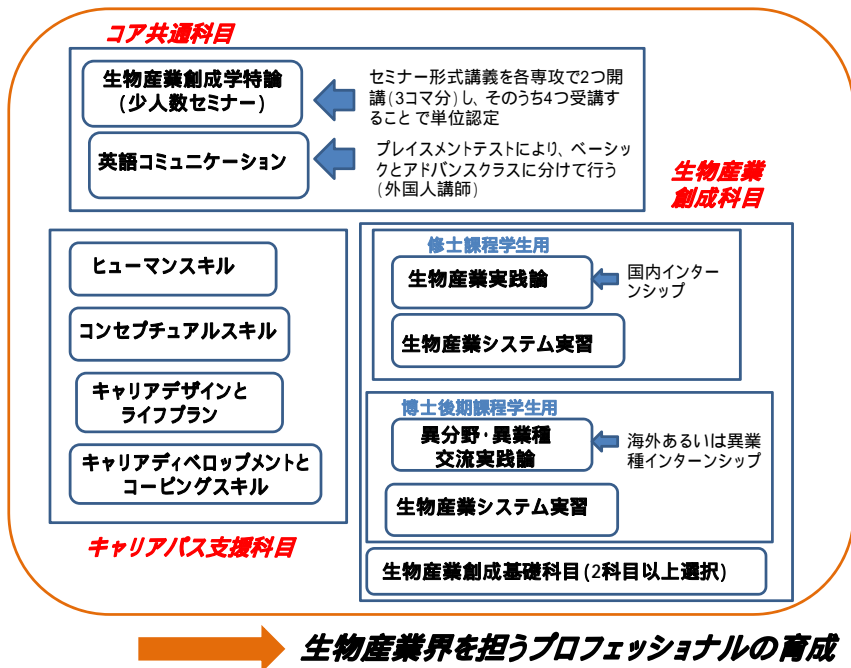 コア共通科目
生物産業創成学特論
(少人数セミナー)
セミナー形式講義を各専攻で2つ開
講(3コマ分)し、そのうち4つ受講す
ることで単位認定
英語コミュニケーション
プレイスメントテストにより、ベーシッ
クとアドバンスクラスに分けて行う
(外国人講師)
生物産業
創成科目
ヒューマンスキル
コンセプチュアルスキル
キャリアデザインと
ライフプラン
キャリアディベロップメントと
コーピングスキル
キャリアパス支援科目
修士課程学生用
生物産業実践論
国内インター
ンシップ
生物産業システム実習
博士後期課程学生用
異分野・異業種
交流実践論
海外あるいは異業
種インターンシップ
生物産業システム実習
生物産業創成基礎科目(2科目以上選択)
生物産業界を担うプロフェッショナルの育成